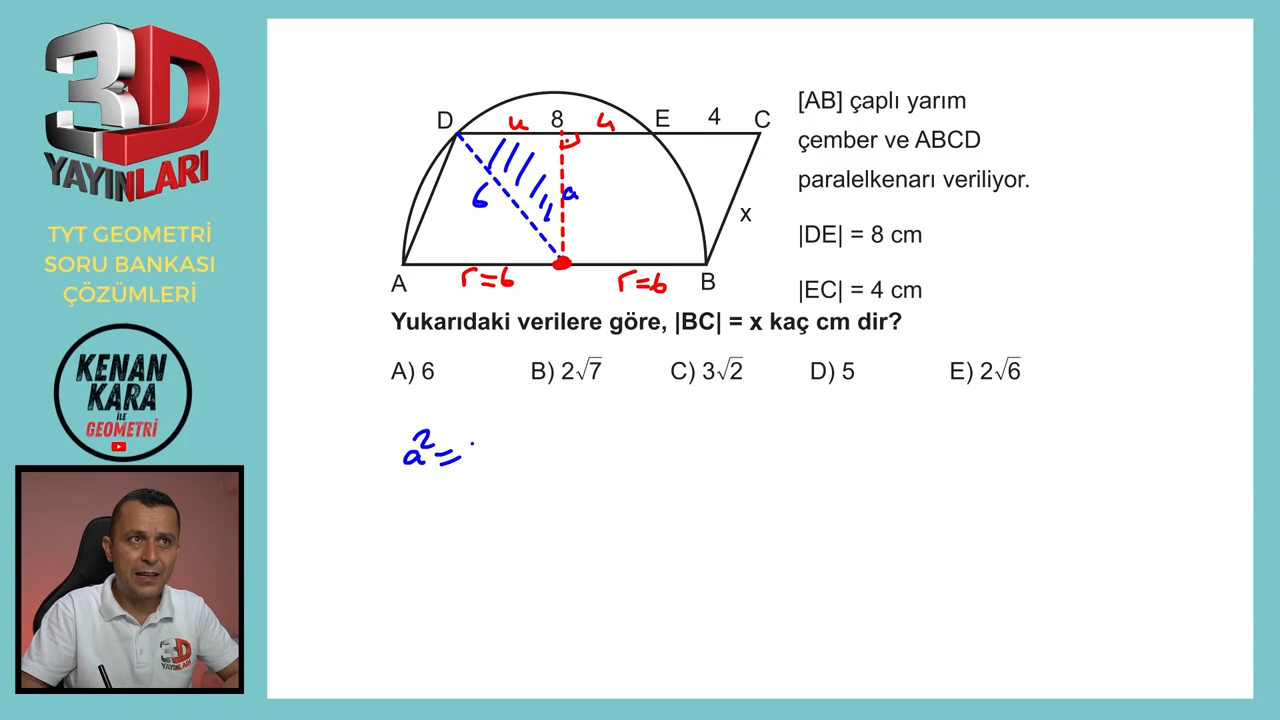 3D
YAYINLARI
TYT GEOMETRİ
SORU BANKASI
ÇÖZÜMLERİ
KENAN
KARA
İLE
GEOMETRİ
3D
YAYINLARI
D 4 8 4 E 4 C
6 a x
A r=6 r=6 B
[AB] çaplı yarım
çember ve ABCD
paralelkenarı veriliyor.
|DE| = 8 cm
|EC| = 4 cm
Yukarıdaki verilere göre, |BC| = x kaç cm dir?
A) 6 B) 2√7 C) 3√2 D) 5 E) 2√6
a²=